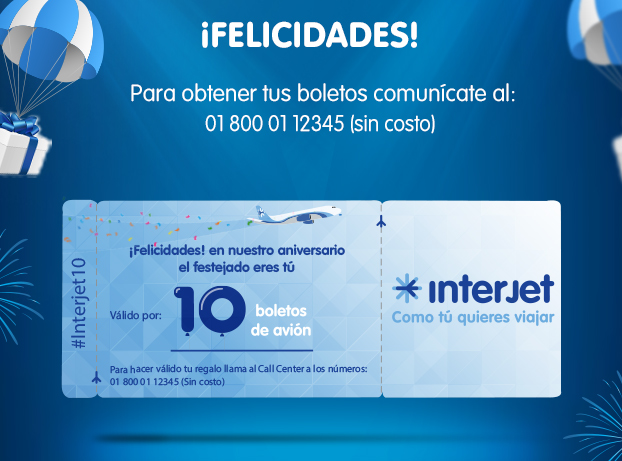 ¡FELICIDADES!
Para obtener tus boletos comunícate al:
01 800 01 12345 (sin costo)
#Interjet10
¡Felicidades! en nuestro aniversario
el festejado eres tú
Válido por: 10 boletos
de avión
Para hacer válido tu regalo llama al Call Center a los números:
01 800 01 12345 (Sin costo)
interjet
Como tú quieres viajar